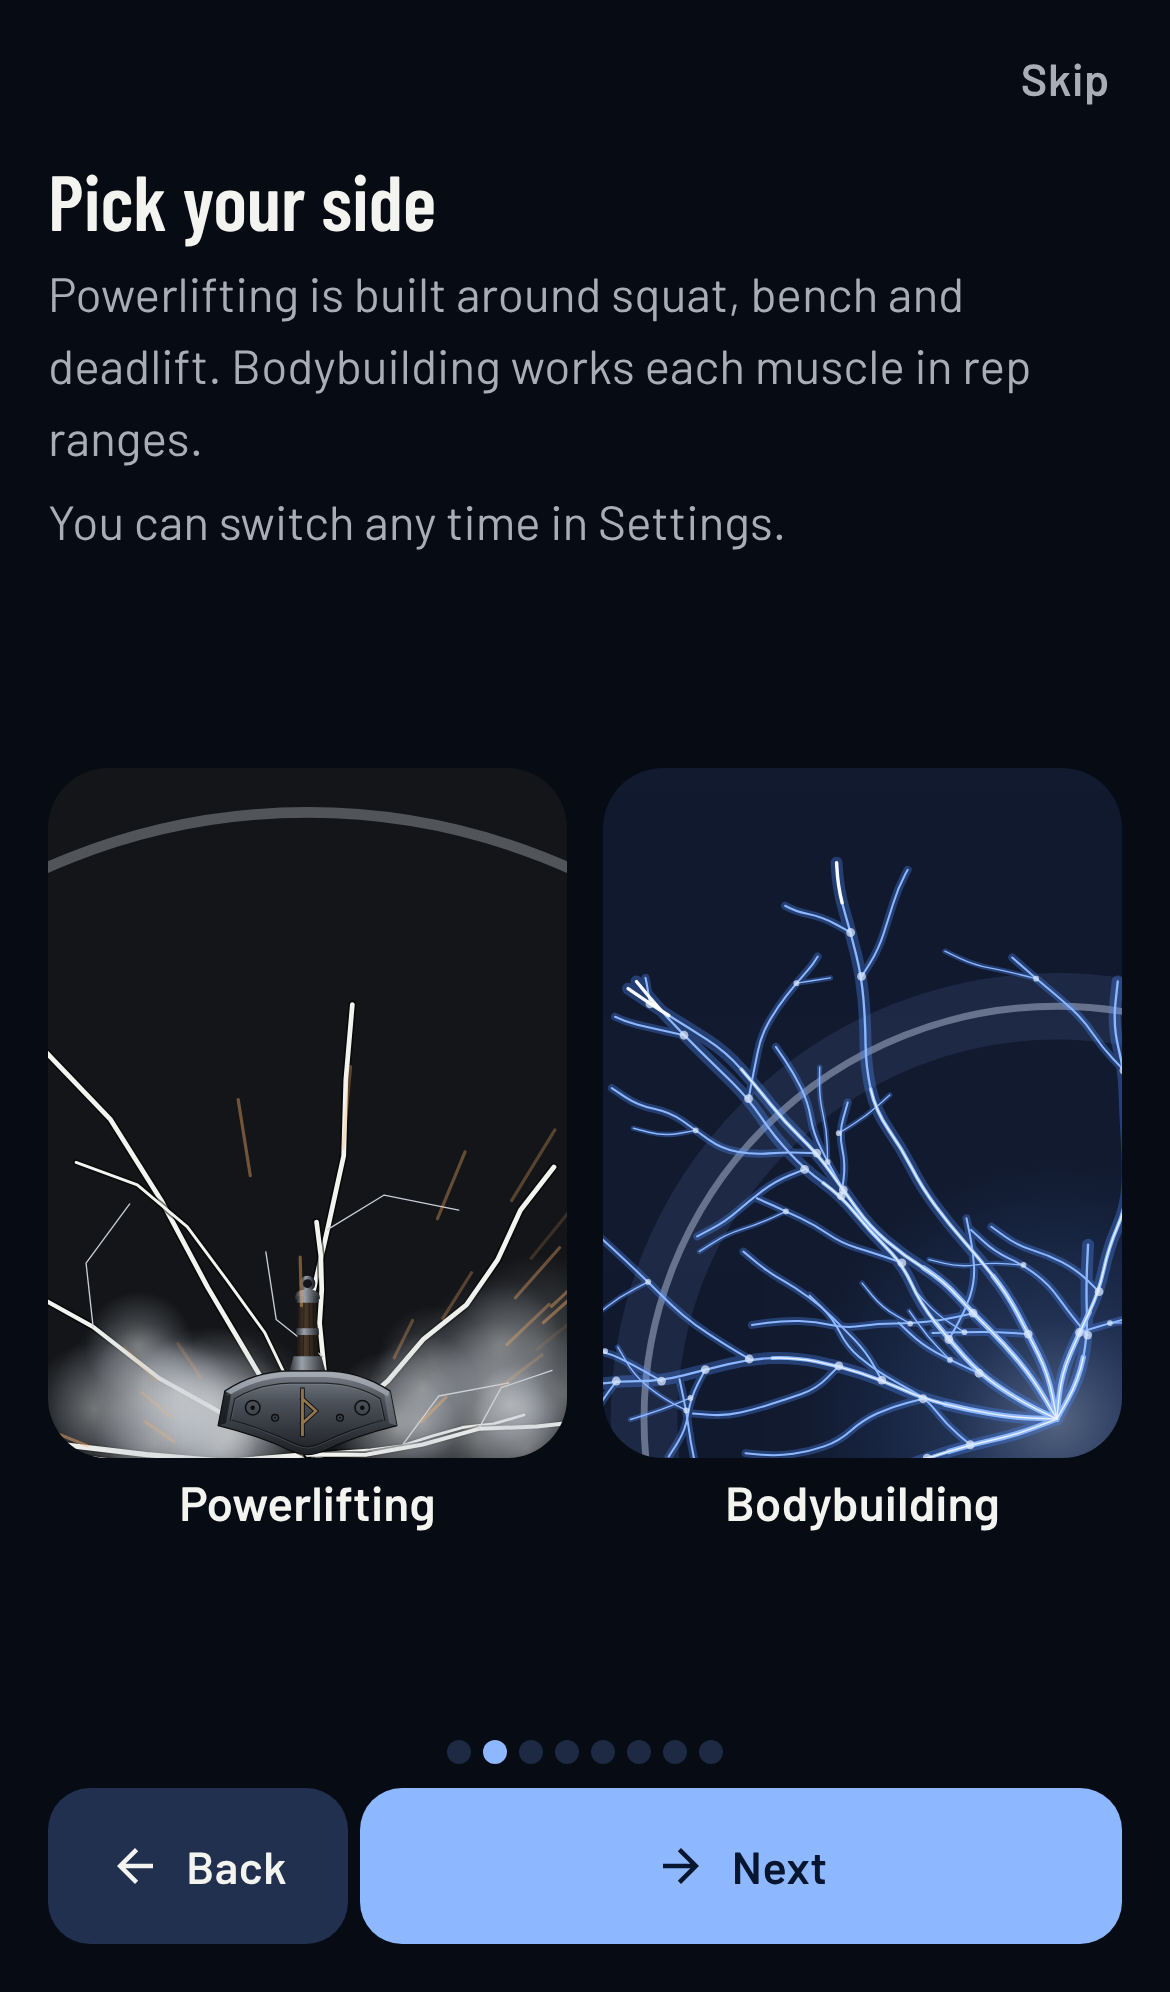 Skip
Pick your side
Powerlifting is built around squat, bench and
deadlift. Bodybuilding works each muscle in rep
ranges.
You can switch any time in Settings.
Powerlifting
Bodybuilding
Back
Next